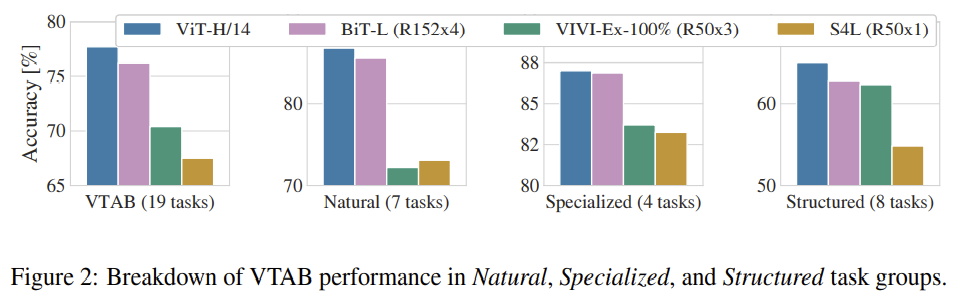 ViT-H/14 BiT-L (R152x4) VIVI-Ex-100% (R50x3) S4L (R50x1)
Accuracy [%]
80
75
70
65
VTAB (19 tasks)
80
70
Natural (7 tasks)
88
85
82
80
Specialized (4 tasks)
60
50
Structured (8 tasks)
Figure 2: Breakdown of VTAB performance in Natural, Specialized, and Structured task groups.